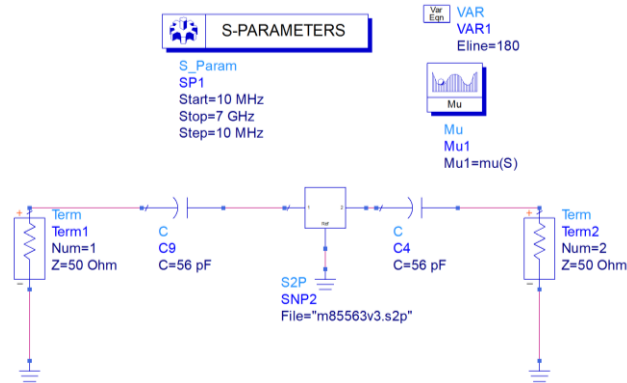 S-PARAMETERS
S_Param
SP1
Start=10 MHz
Stop=7 GHz
Step=10 MHz
Var
Eqn
VAR
VAR1
Eline=180
Mu
Mu
Mu1
Mu1=mu(S)
+
Term
Term1
Num=1
Z=50 Ohm
-
C
C9
C=56 pF
1
2
Ref
S2P
SNP2
File="m85563v3.s2p"
C
C4
C=56 pF
+
Term
Term2
Num=2
Z=50 Ohm
-